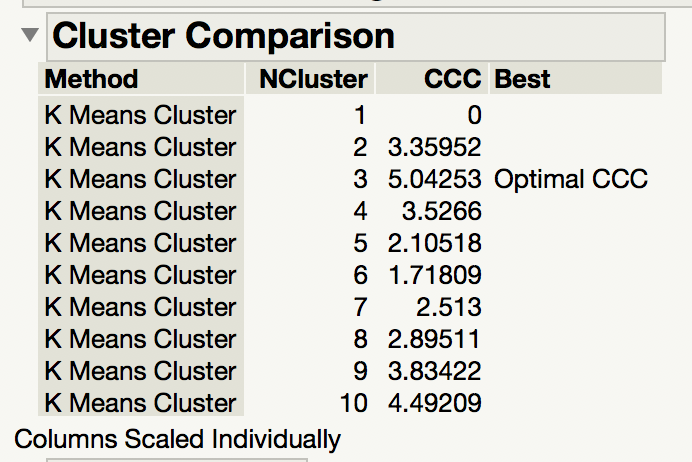 Cluster Comparison
Method NCluster CCC Best
K Means Cluster 1 0
K Means Cluster 2 3.35952
K Means Cluster 3 5.04253 Optimal CCC
K Means Cluster 4 3.5266
K Means Cluster 5 2.10518
K Means Cluster 6 1.71809
K Means Cluster 7 2.513
K Means Cluster 8 2.89511
K Means Cluster 9 3.83422
K Means Cluster 10 4.49209
Columns Scaled Individually